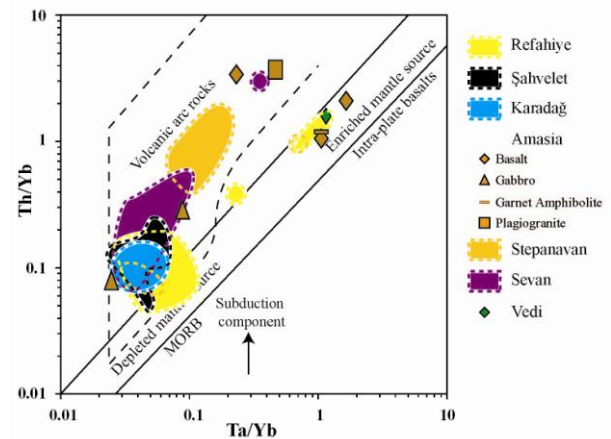 10
1
0.1
0.01
Th/Yb
0.01
0.1
1
10
Ta/Yb
Volcanic arc rocks
Enriched mantle source
Intra-plate basalts
Depleted mantle source
MORB
Subduction
component
Refahiye
Şahvelet
Karadağ
Amasia
Basalt
Gabbro
Garnet Amphibolite
Plagiogranite
Stepanavan
Sevan
Vedi